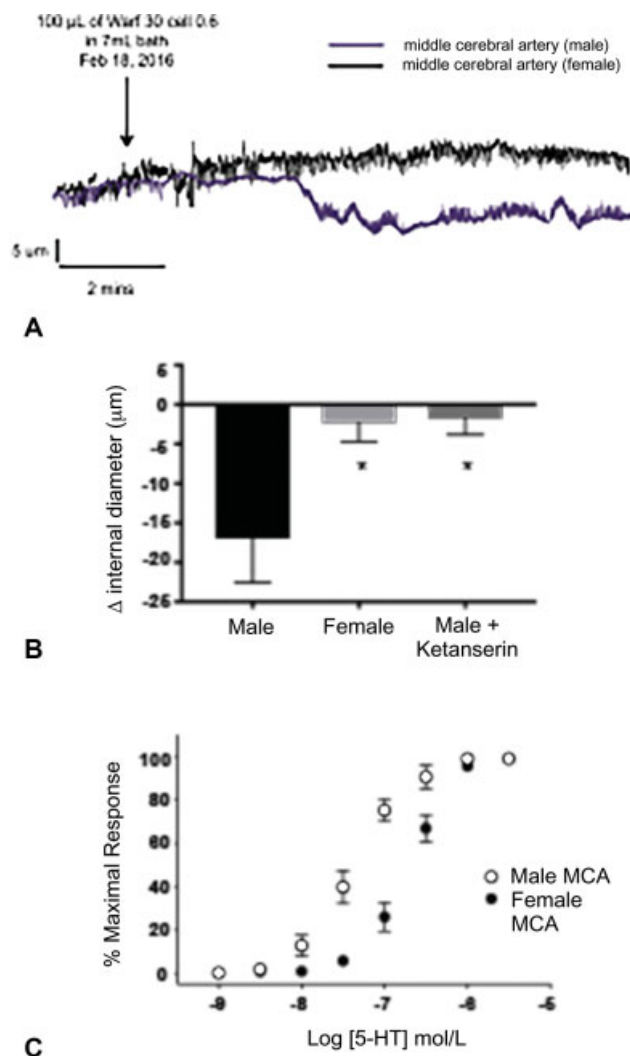 100 µL of Warf 30 cell 0.6
in 7mL bath
Feb 18, 2016
middle cerebral artery (male)
middle cerebral artery (female)
5 µm
2 mins
A
5
0
-5
-10
-15
-20
-25
Δ internal diameter (µm)
*
*
Male
Female
Male +
Ketanserin
B
100
80
60
40
20
0
% Maximal Response
Male MCA
Female
MCA
-9
-8
-7
-6
-5
Log [5-HT] mol/L
C